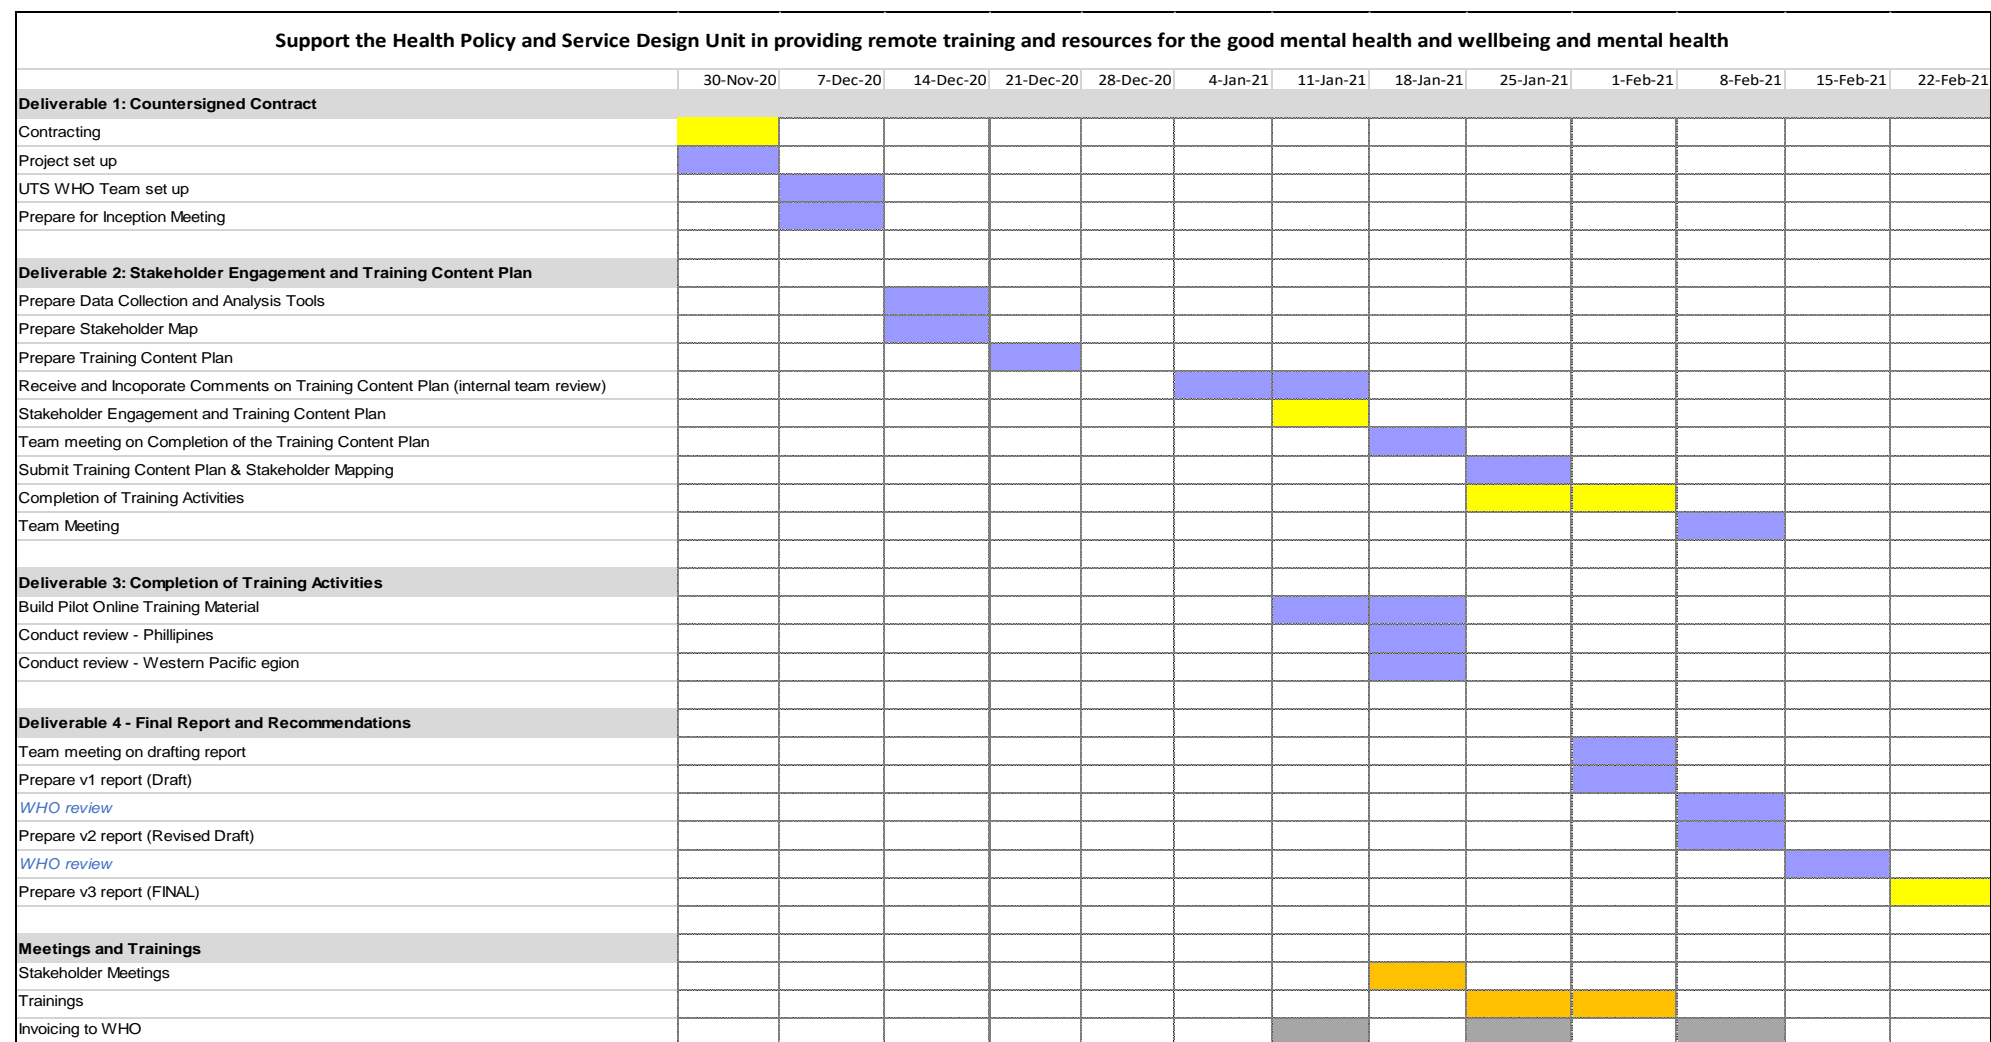 Support the Health Policy and Service Design Unit in providing remote training and resources for the good mental health and wellbeing and mental health
30-Nov-20 7-Dec-20 14-Dec-20 21-Dec-20 28-Dec-20 4-Jan-21 11-Jan-21 18-Jan-21 25-Jan-21 1-Feb-21 8-Feb-21 15-Feb-21 22-Feb-21
Deliverable 1: Countersigned Contract
Contracting
Project set up
UTS WHO Team set up
Prepare for Inception Meeting
Deliverable 2: Stakeholder Engagement and Training Content Plan
Prepare Data Collection and Analysis Tools
Prepare Stakeholder Map
Prepare Training Content Plan
Receive and Incoporate Comments on Training Content Plan (internal team review)
Stakeholder Engagement and Training Content Plan
Team meeting on Completion of the Training Content Plan
Submit Training Content Plan & Stakeholder Mapping
Completion of Training Activities
Team Meeting
Deliverable 3: Completion of Training Activities
Build Pilot Online Training Material
Conduct review - Phillipines
Conduct review - Western Pacific egion
Deliverable 4 - Final Report and Recommendations
Team meeting on drafting report
Prepare v1 report (Draft)
WHO review
Prepare v2 report (Revised Draft)
WHO review
Prepare v3 report (FINAL)
Meetings and Trainings
Stakeholder Meetings
Trainings
Invoicing to WHO